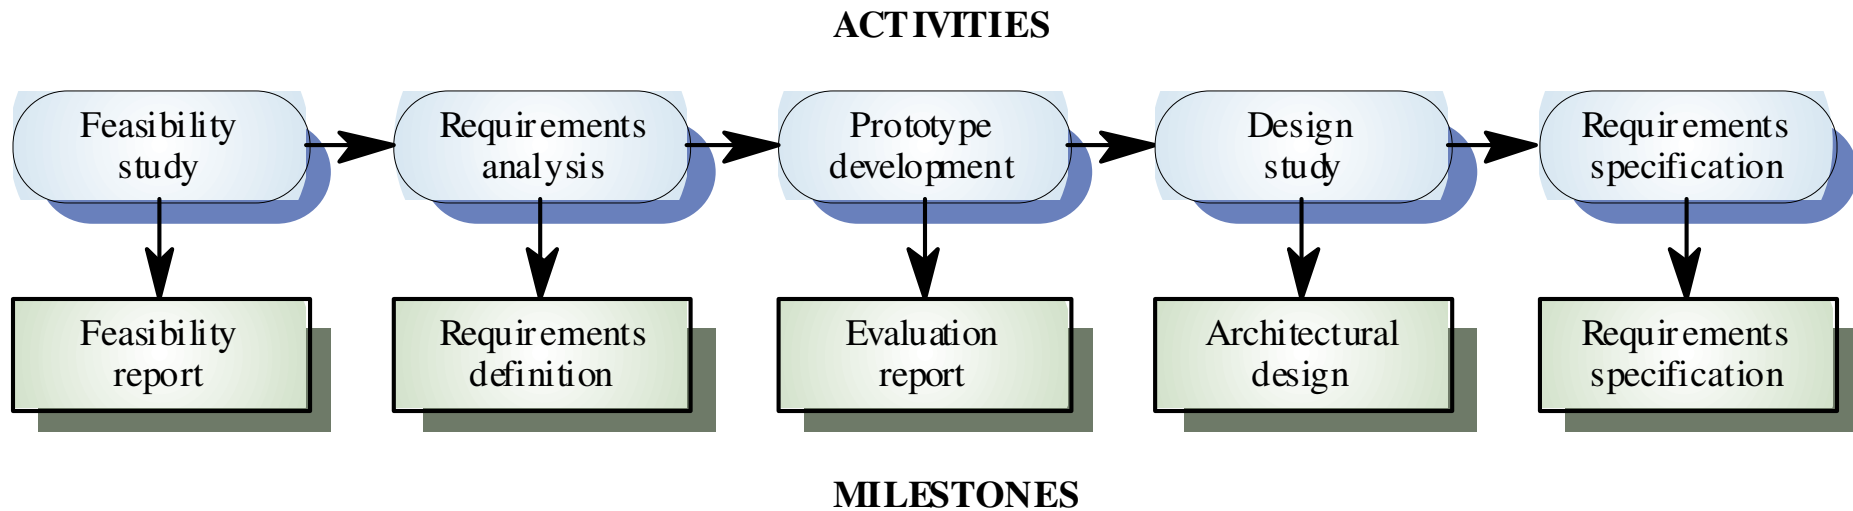 ACTIVITIES
Feasibility
study
Requirements
analysis
Prototype
development
Design
study
Requirements
specification
Feasibility
report
Requirements
definition
Evaluation
report
Architectural
design
Requirements
specification
MILESTONES